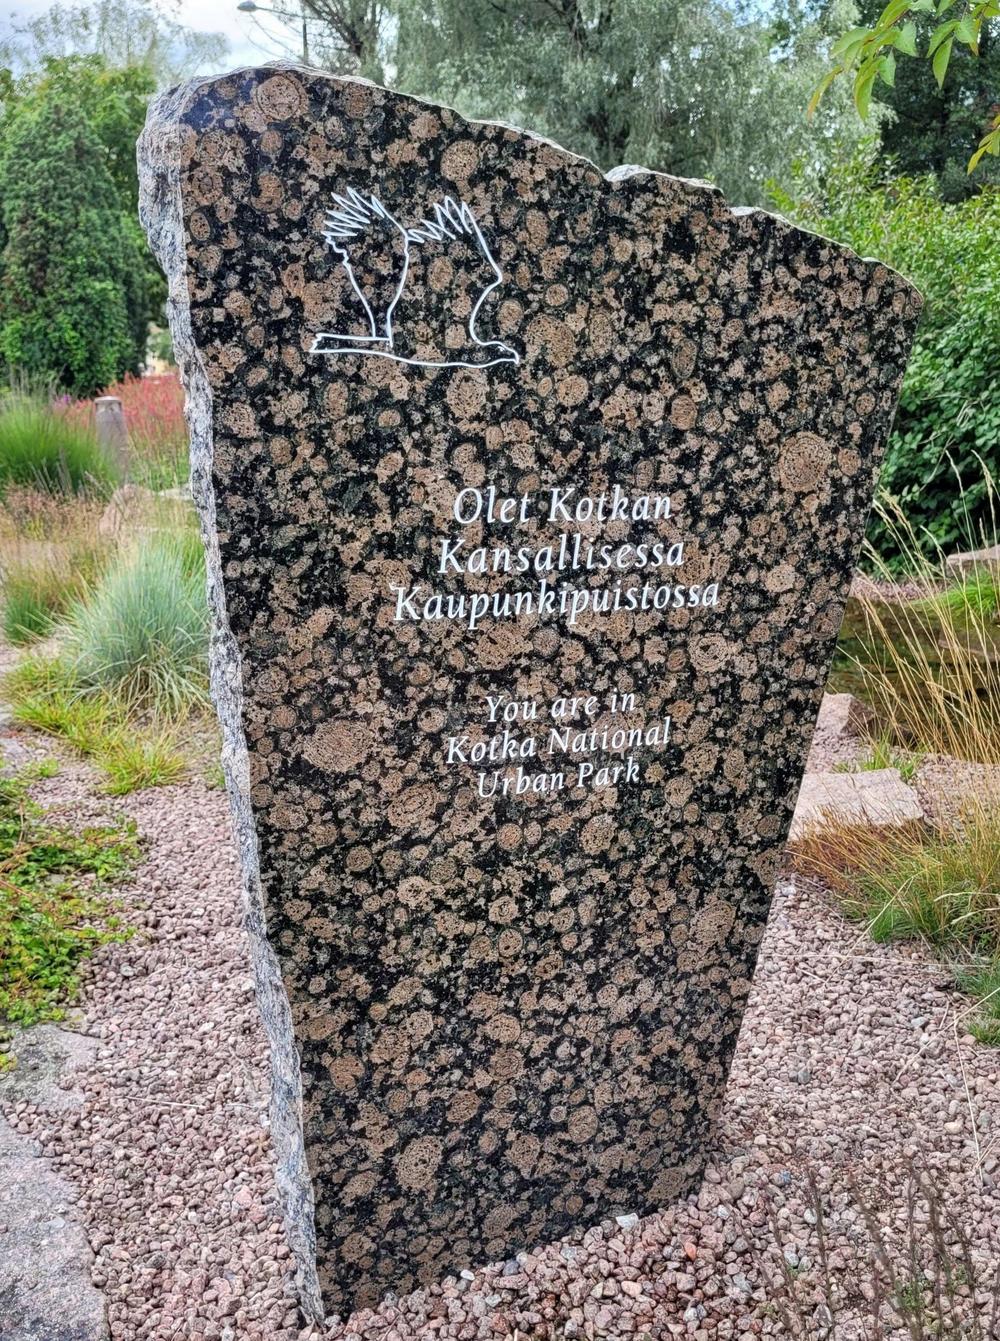 Olet Kotkan
Kansallisessa
Kaupunkipuistossa
You are in
Kotka National
Urban Park